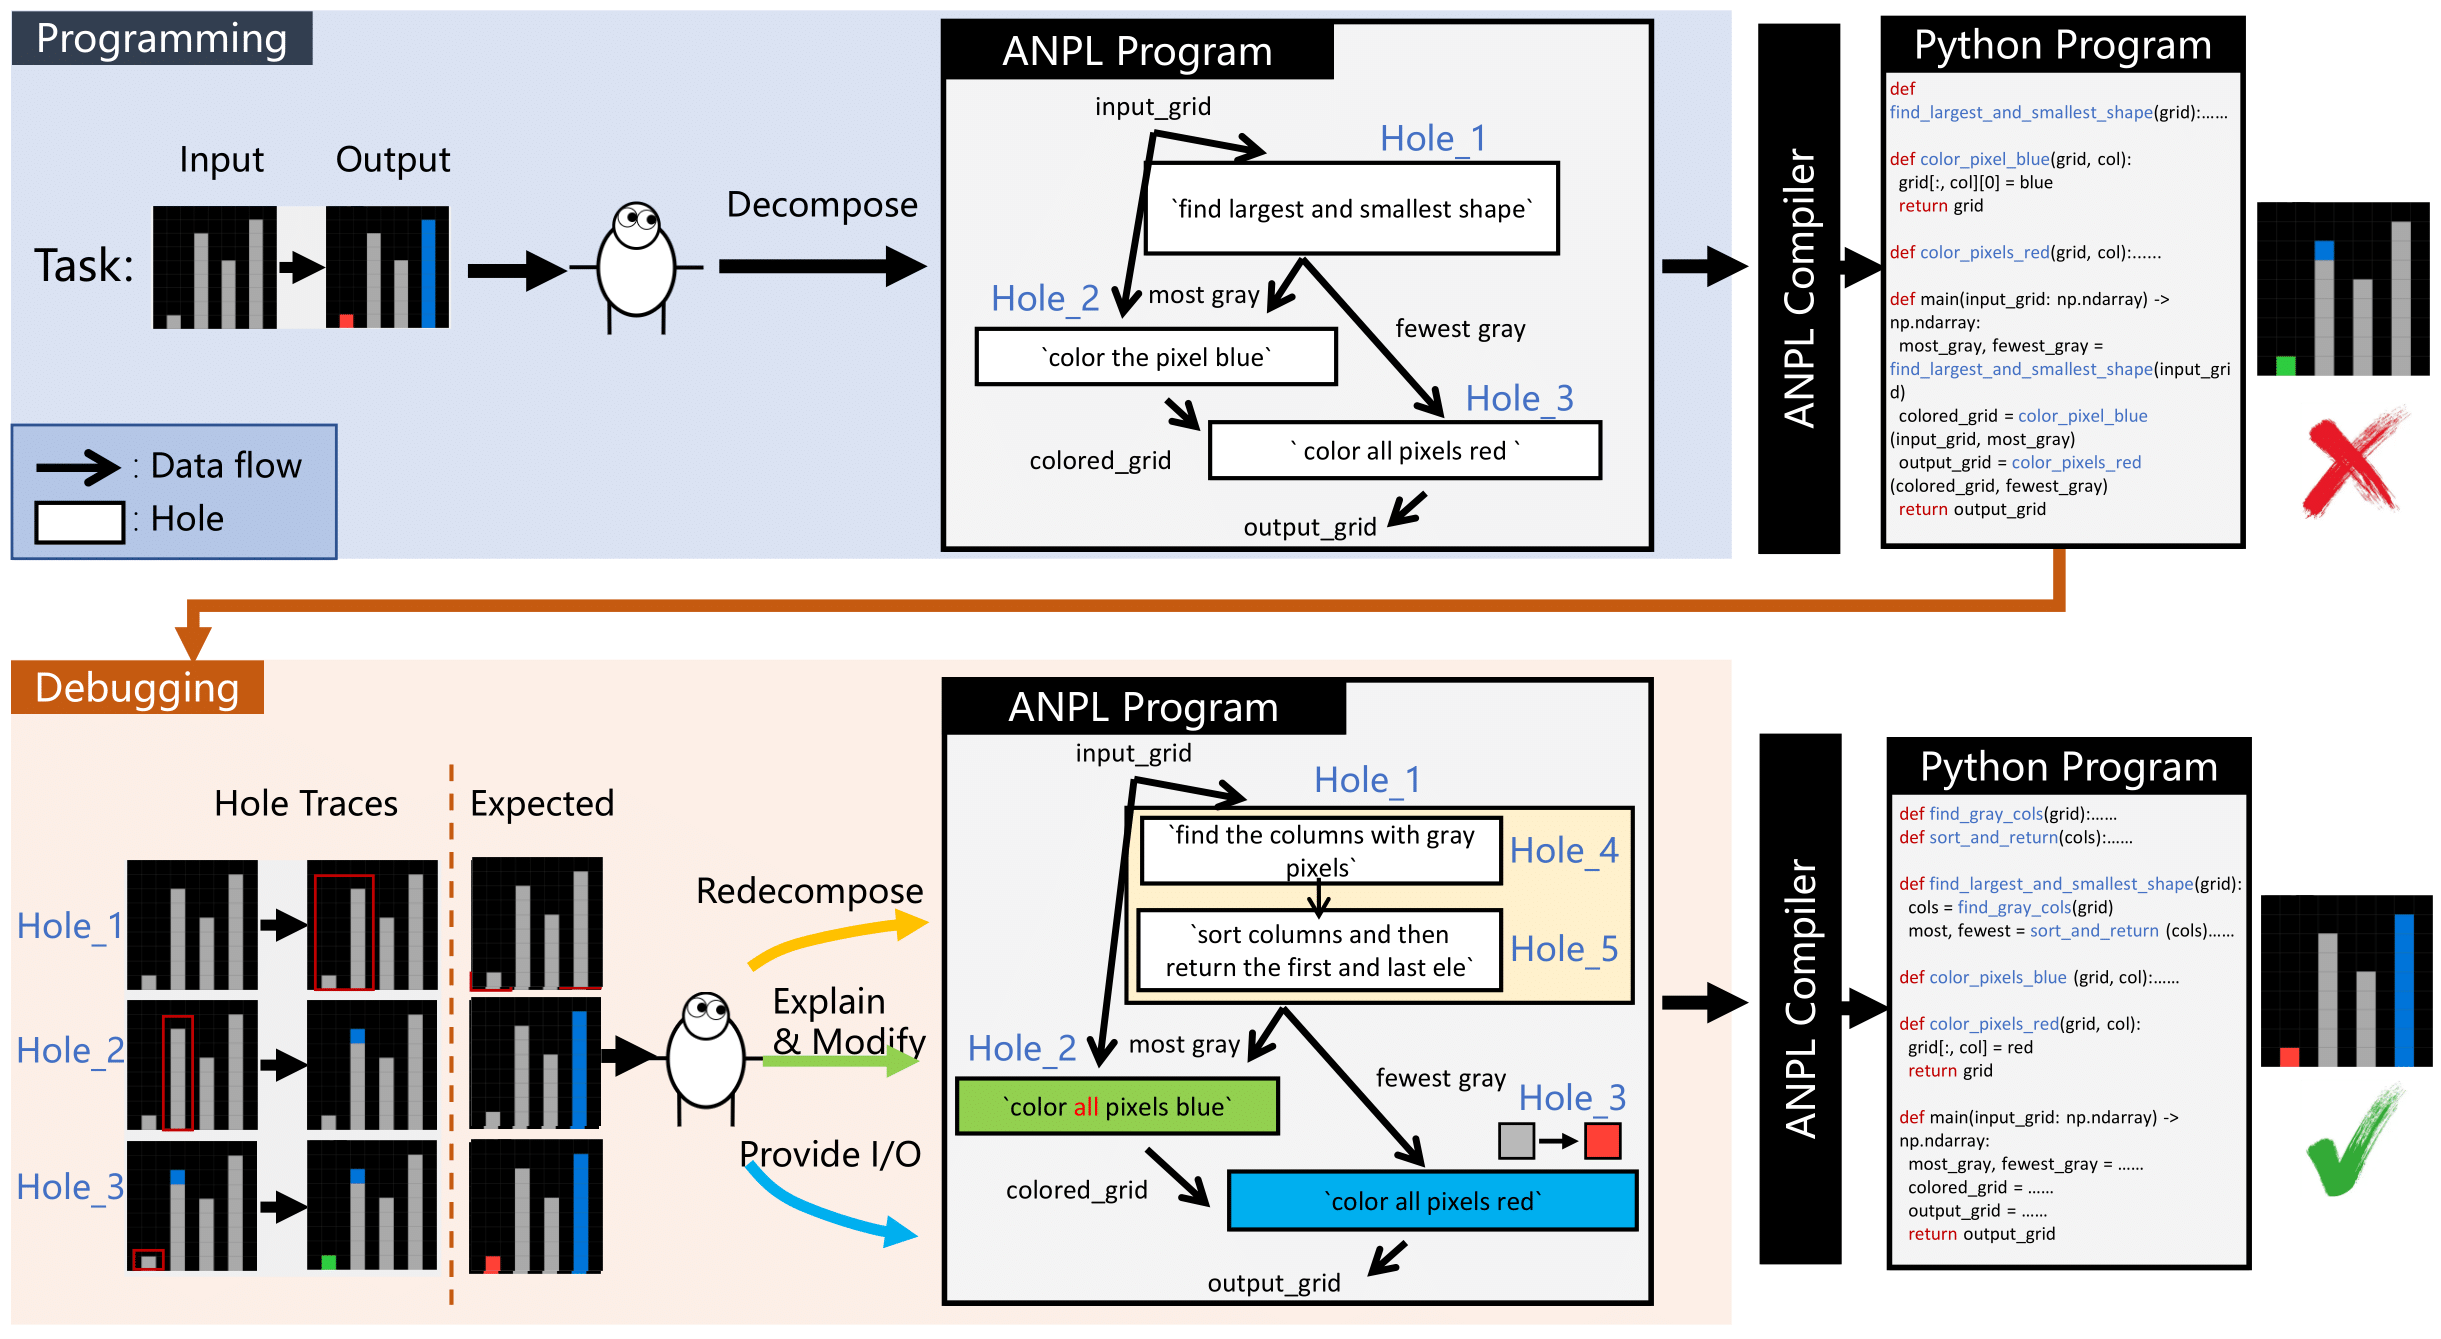 Programming
Input
Output
Task:
Decompose
: Data flow
: Hole
ANPL Program
input_grid
Hole_1
`find largest and smallest shape`
Hole_2
most gray
fewest gray
`color the pixel blue`
Hole_3
colored_grid
` color all pixels red `
output_grid
ANPL Compiler
Python Program
def
find_largest_and_smallest_shape(grid):……
def color_pixel_blue(grid, col):
grid[:, col][0] = blue
return grid
def color_pixels_red(grid, col):……
def main(input_grid: np.ndarray) ->
np.ndarray:
most_gray, fewest_gray =
find_largest_and_smallest_shape(input_gri
d)
colored_grid = color_pixel_blue
(input_grid, most_gray)
output_grid = color_pixels_red
(colored_grid, fewest_gray)
return output_grid
Debugging
Hole Traces
Expected
Hole_1
Hole_2
Hole_3
Redecompose
Explain
& Modify
Provide I/O
ANPL Program
input_grid
Hole_1
`find the columns with gray
pixels`
Hole_4
`sort columns and then
return the first and last ele`
Hole_5
Hole_2
most gray
fewest gray
`color all pixels blue`
Hole_3
colored_grid
`color all pixels red`
output_grid
ANPL Compiler
Python Program
def find_gray_cols(grid):……
def sort_and_return(cols):……
def find_largest_and_smallest_shape(grid):
cols = find_gray_cols(grid)
most, fewest = sort_and_return (cols)……
def color_pixels_blue (grid, col):……
def color_pixels_red(grid, col):
grid[:, col] = red
return grid
def main(input_grid: np.ndarray) ->
np.ndarray:
most_gray, fewest_gray = ……
colored_grid = ……
output_grid = ……
return output_grid